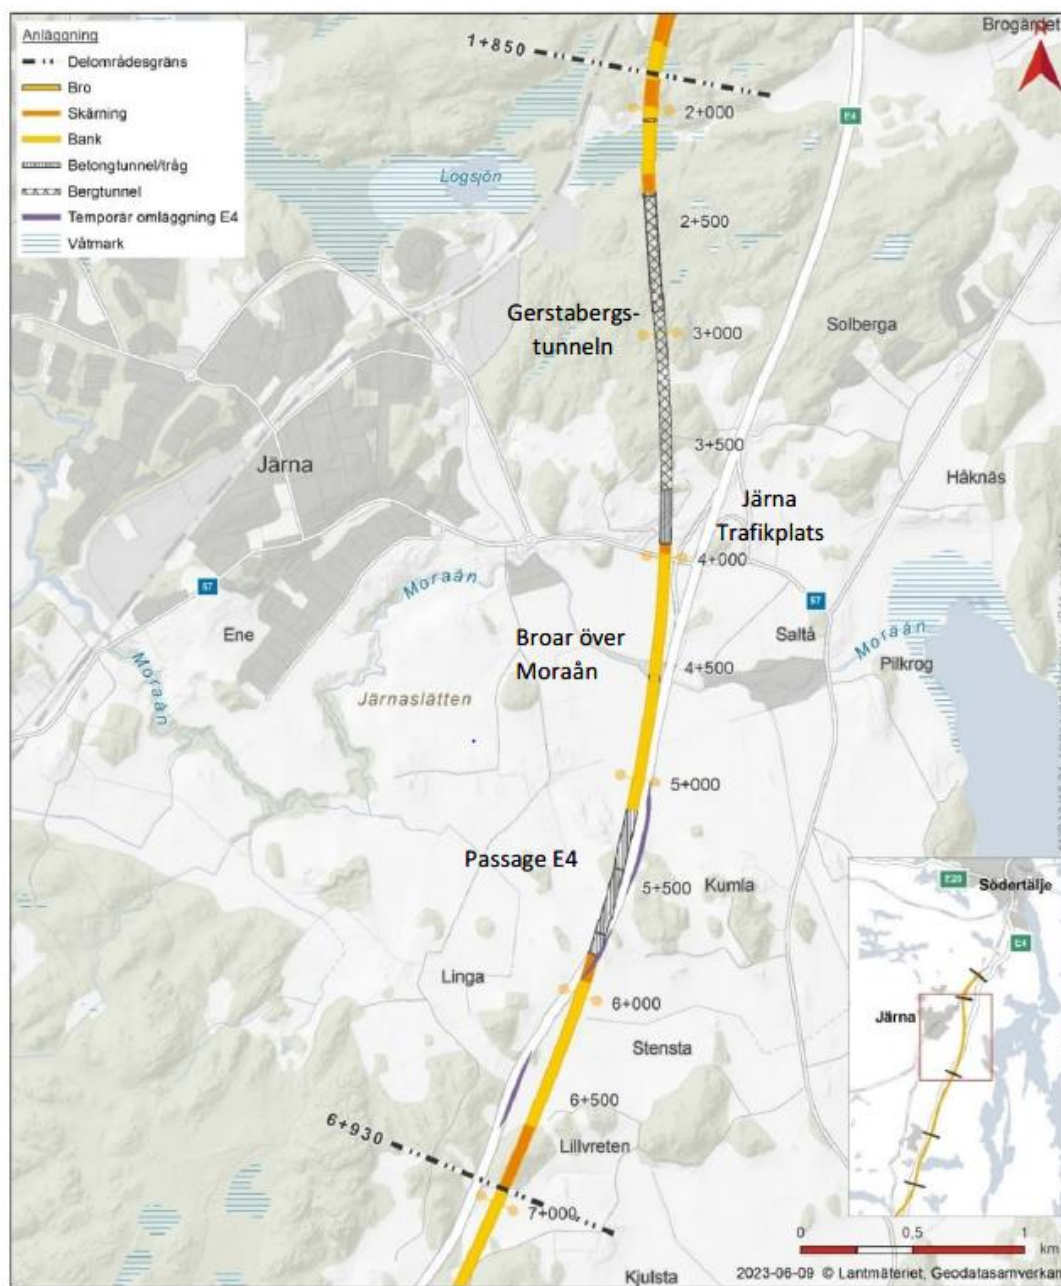 Anläggning
Delområdesgräns
Bro
Skärning
Bank
Betongtunnel/tråg
Bergtunnel
Temporär omläggning E4
Våtmark
Brogärdet
N
1+850
2+000
E4
Logsjön
2+500
Gerstabergs-
tunneln
3+000
Solberga
3+500
Järna
Håknäs
Järna
Trafikplats
4+000
57
57
Moraån
Ene
Broar över
Moraån
Saltå
Moraån
Pilkrog
Moraån
4+500
Järnaslätten
5+000
Passage E4
5+500
Kumla
E20
Södertälje
E4
Linga
6+000
Järna
Stensta
6+500
6+930
Lillvreten
7+000
0
0,5
1
km
Kjulsta
2023-06-09 © Lantmäteriet, Geodatasamverkan